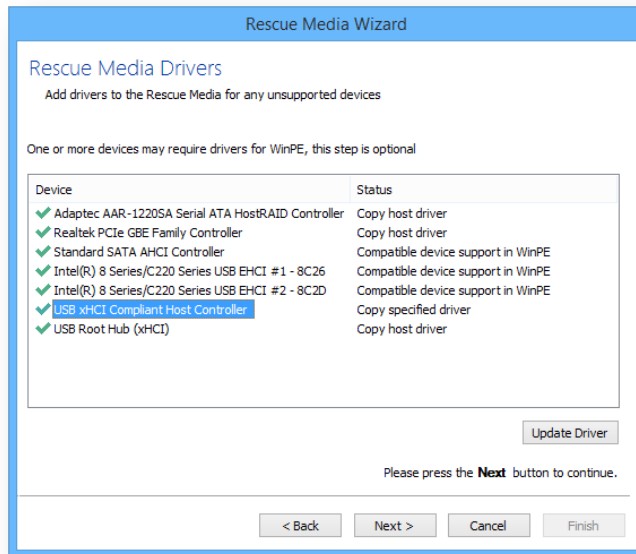 Rescue Media Wizard
Rescue Media Drivers
Add drivers to the Rescue Media for any unsupported devices
One or more devices may require drivers for WinPE, this step is optional
Device Status
Adaptec AAR-1220SA Serial ATA HostRAID Controller Copy host driver
Realtek PCIe GBE Family Controller Copy host driver
Standard SATA AHCI Controller Compatible device support in WinPE
Intel(R) 8 Series/C220 Series USB EHCI #1 - 8C26 Compatible device support in WinPE
Intel(R) 8 Series/C220 Series USB EHCI #2 - 8C2D Compatible device support in WinPE
USB xHCI Compliant Host Controller Copy specified driver
USB Root Hub (xHCI) Copy host driver
Update Driver
Please press the Next button to continue.
< Back Next > Cancel Finish